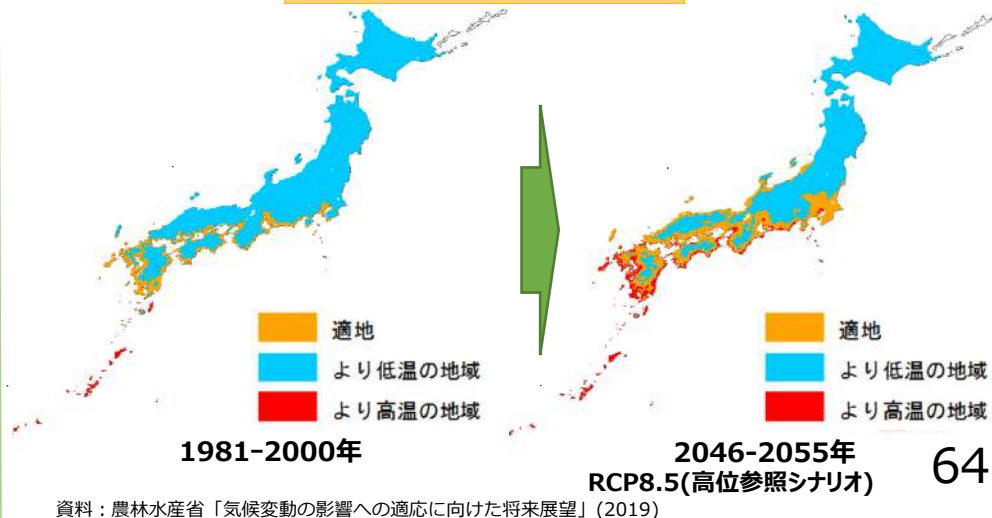 適地
より低温の地域
より高温の地域
1981-2000年
適地
より低温の地域
より高温の地域
2046-2055年
RCP8.5(高位参照シナリオ)
64
資料：農林水産省「気候変動の影響への適応に向けた将来展望」(2019)